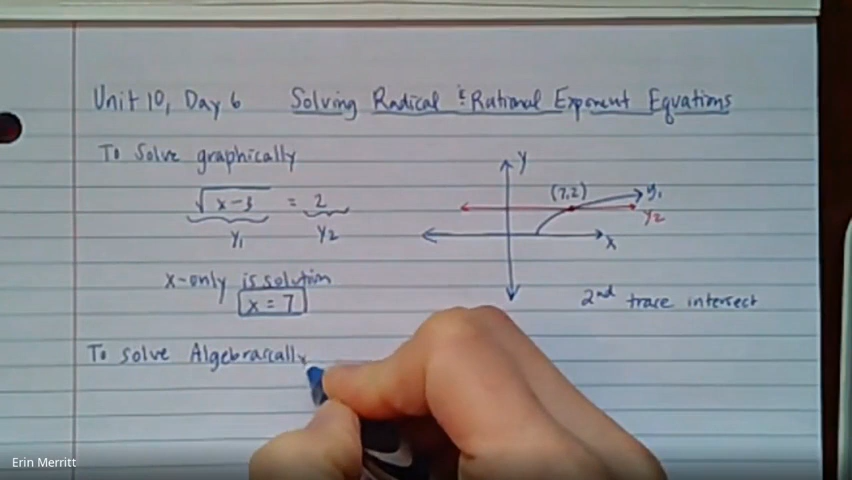 Unit 10, Day 6 Solving Radical & Rational Exponent Equations
To Solve graphically
√x-3 = 2
y₁ y₂
x-only is solution
x = 7
y
(7,2)
y₁
y₂
x
2nd trace intersect
To solve Algebraically
Erin Merritt